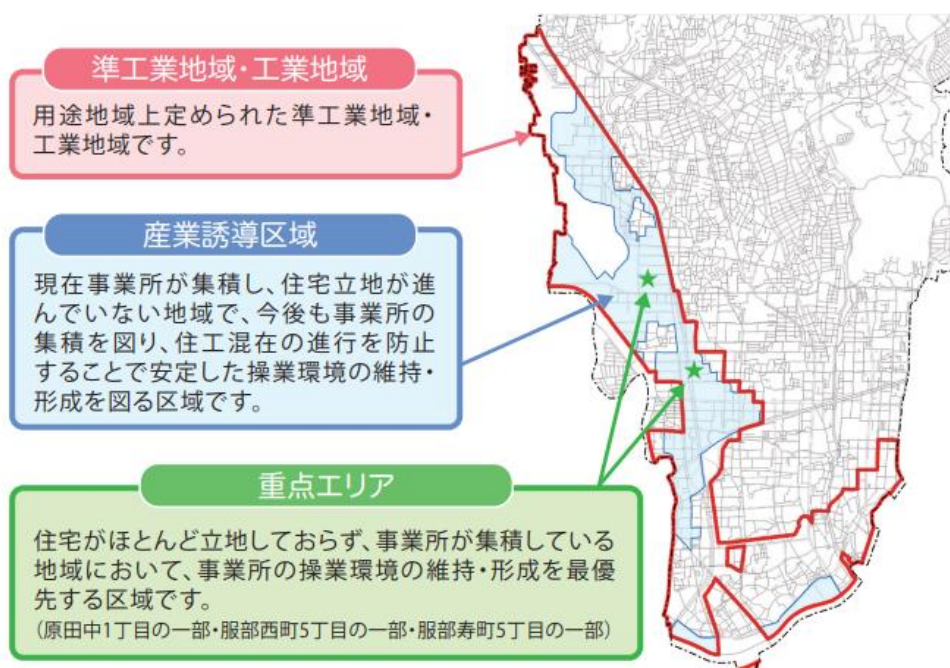 準工業地域・工業地域
用途地域上定められた準工業地域・
工業地域です。
産業誘導区域
現在事業所が集積し、住宅立地が進
んでいない地域で、今後も事業所の
集積を図り、住工混在の進行を防止
することで安定した操業環境の維持・
形成を図る区域です。
重点エリア
住宅がほとんど立地しておらず、事業所が集積している
地域において、事業所の操業環境の維持・形成を最優
先する区域です。
(原田中1丁目の一部・服部西町5丁目の一部・服部寿町5丁目の一部)